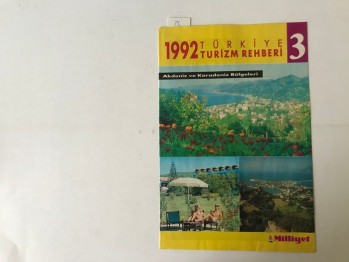 1992 TÜRKİYE
TURİZM REHBERİ 3
Akdeniz ve Karadeniz Bölgeleri
Milliyet